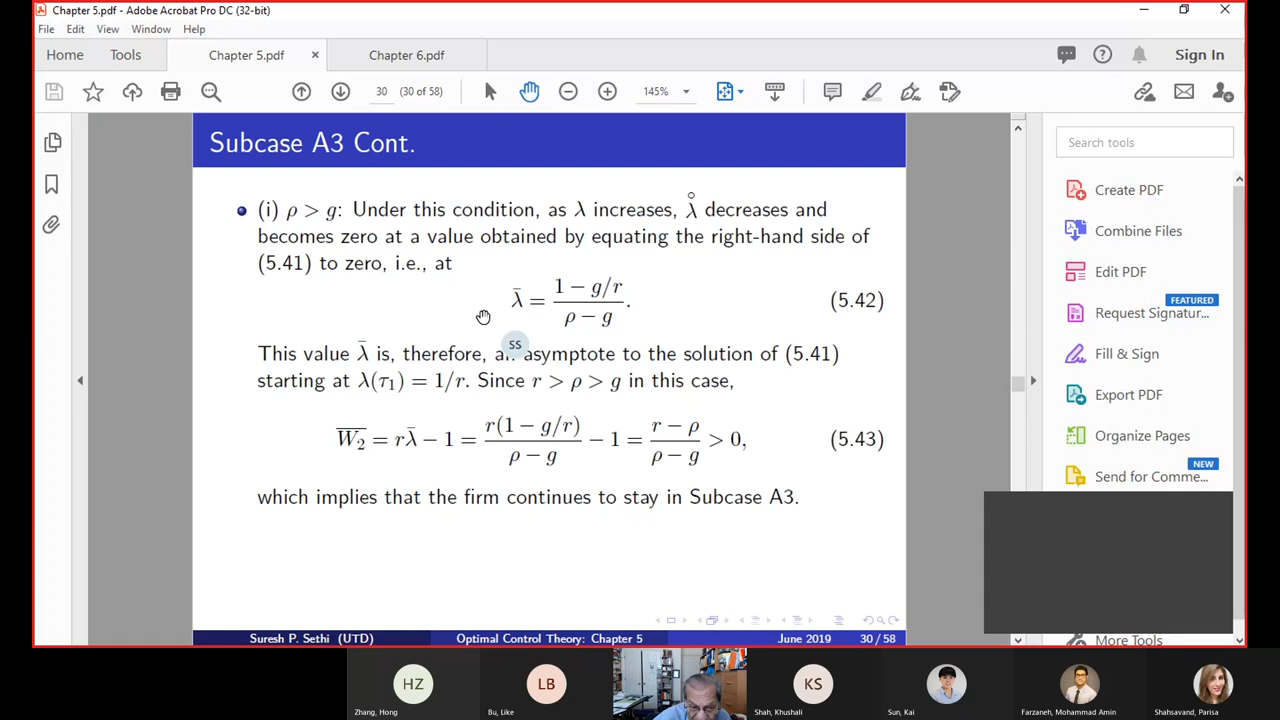 Chapter 5.pdf - Adobe Acrobat Pro DC (32-bit)
File Edit View Window Help
Home Tools Chapter 5.pdf × Chapter 6.pdf Sign In
30 (30 of 58) 145%
Subcase A3 Cont.
(i) ρ > g: Under this condition, as λ increases, λ̊ decreases and
becomes zero at a value obtained by equating the right-hand side of
(5.41) to zero, i.e., at
λ̄ = (1 − g/r)/(ρ − g). (5.42)
SS
This value λ̄ is, therefore, an asymptote to the solution of (5.41)
starting at λ(τ₁) = 1/r. Since r > ρ > g in this case,
W̅₂ = rλ̄ − 1 = r(1 − g/r)/(ρ − g) − 1 = (r − ρ)/(ρ − g) > 0, (5.43)
which implies that the firm continues to stay in Subcase A3.
Suresh P. Sethi (UTD) Optimal Control Theory: Chapter 5 June 2019 30 / 58
Search tools
Create PDF
Combine Files
Edit PDF
FEATURED
Request Signatur...
Fill & Sign
Export PDF
Organize Pages
NEW
Send for Comme...
More Tools
HZ LB KS
Zhang, Hong Bu, Like Shah, Khushali Sun, Kai Farzaneh, Mohammad Amin Shahsavand, Parisa